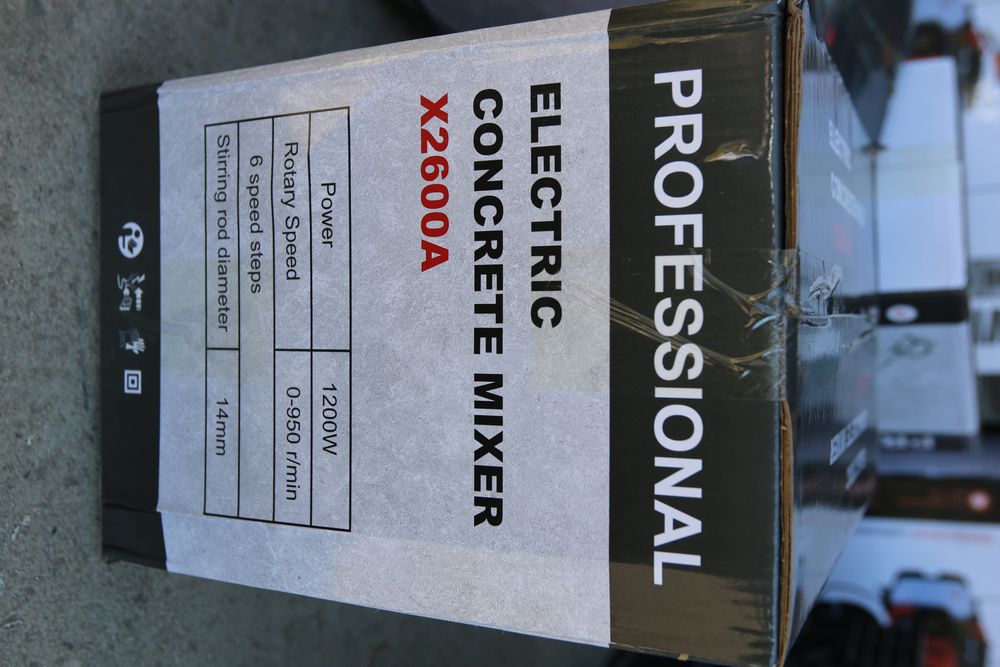 PROFESSIONAL
ELECTRIC
CONCRETE MIXER
X2600A
Power 1200W
Rotary Speed 0-950 r/min
6 speed steps
Stirring rod diameter 14mm